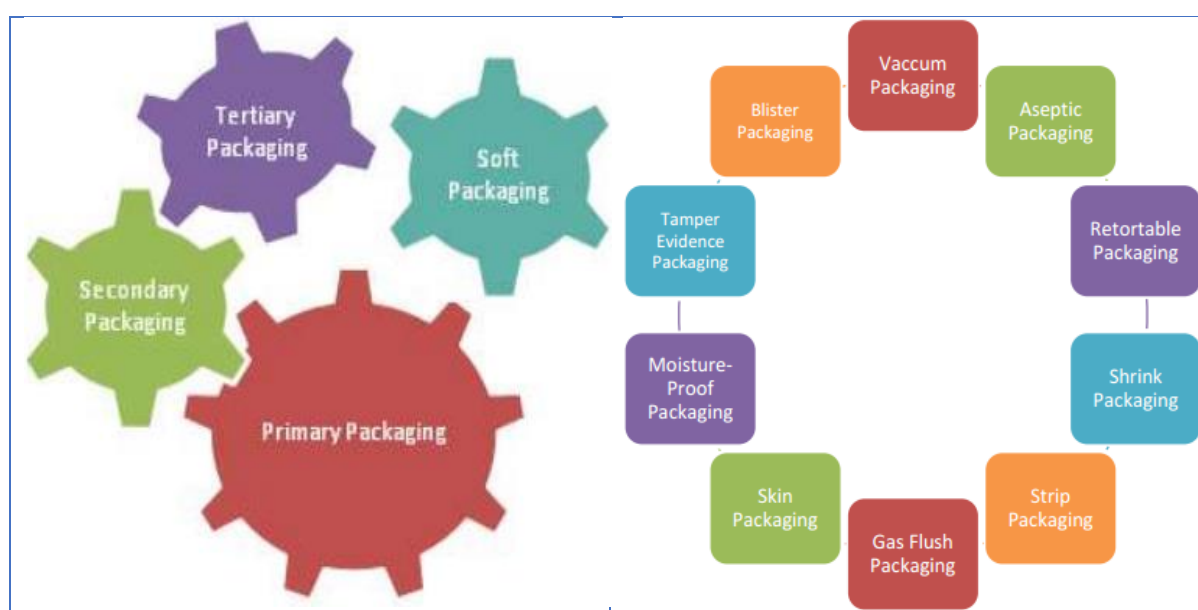 Tertiary
Packaging
Soft
Packaging
Secondary
Packaging
Primary Packaging
Vaccum
Packaging
Aseptic
Packaging
Retortable
Packaging
Shrink
Packaging
Strip
Packaging
Gas Flush
Packaging
Skin
Packaging
Moisture-
Proof
Packaging
Tamper
Evidence
Packaging
Blister
Packaging